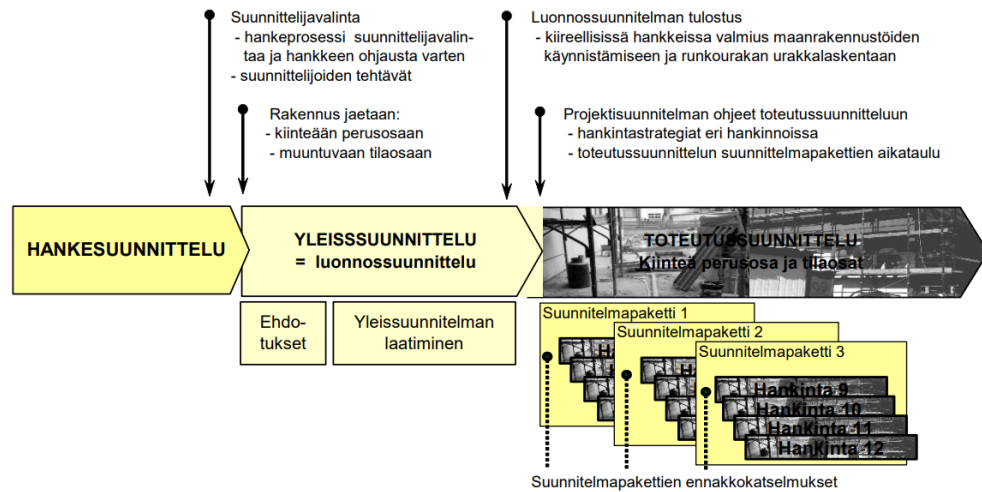 Suunnittelijavalinta
- hankeprosessi suunnittelijavalin-
taa ja hankkeen ohjausta varten
- suunnittelijoiden tehtävät
Rakennus jaetaan:
- kiinteään perusosaan
- muuntuvaan tilaosaan
Luonnossuunnitelman tulostus
- kiireellisissä hankkeissa valmius maanrakennustöiden
käynnistämiseen ja runkourakan urakkalaskentaan
Projektisuunnitelman ohjeet toteutussuunnitteluun
- hankintastrategiat eri hankinnoissa
- toteutussuunnittelun suunnitelmapakettien aikataulu
HANKESUUNNITTELU
YLEISSSUUNNITTELU
= luonnossuunnittelu
TOTEUTUSSUUNNITTELU
Kiinteä perusosa ja tilaosat
Ehdo-
tukset
Yleissuunnitelman
laatiminen
Suunnitelmapaketti 1
Suunnitelmapaketti 2
Suunnitelmapaketti 3
Hankinta 9
Hankinta 10
Hankinta 11
Hankinta 12
Suunnitelmapakettien ennakkokatselmukset